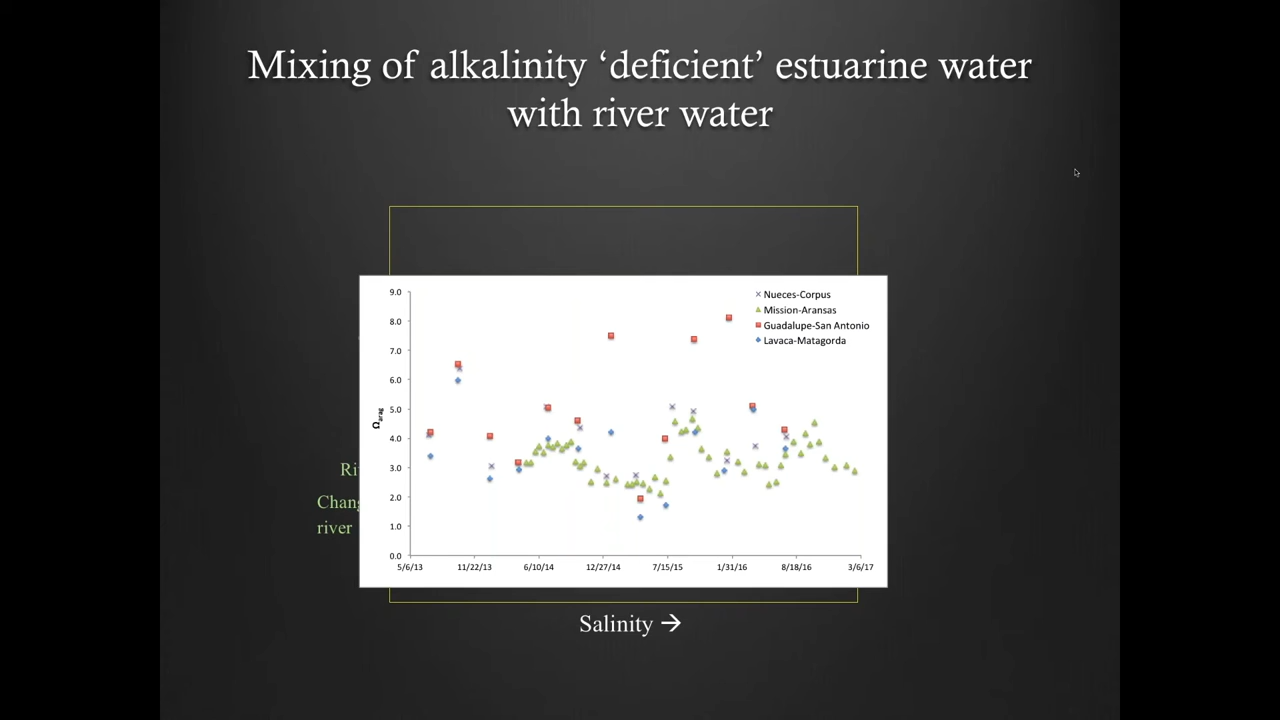 Mixing of alkalinity ‘deficient’ estuarine water
with river water
9.0
8.0
7.0
6.0
5.0
4.0
3.0
2.0
1.0
0.0
Ωarag
Nueces-Corpus
Mission-Aransas
Guadalupe-San Antonio
Lavaca-Matagorda
5/6/13 11/22/13 6/10/14 12/27/14 7/15/15 1/31/16 8/18/16 3/6/17
river
Salinity →